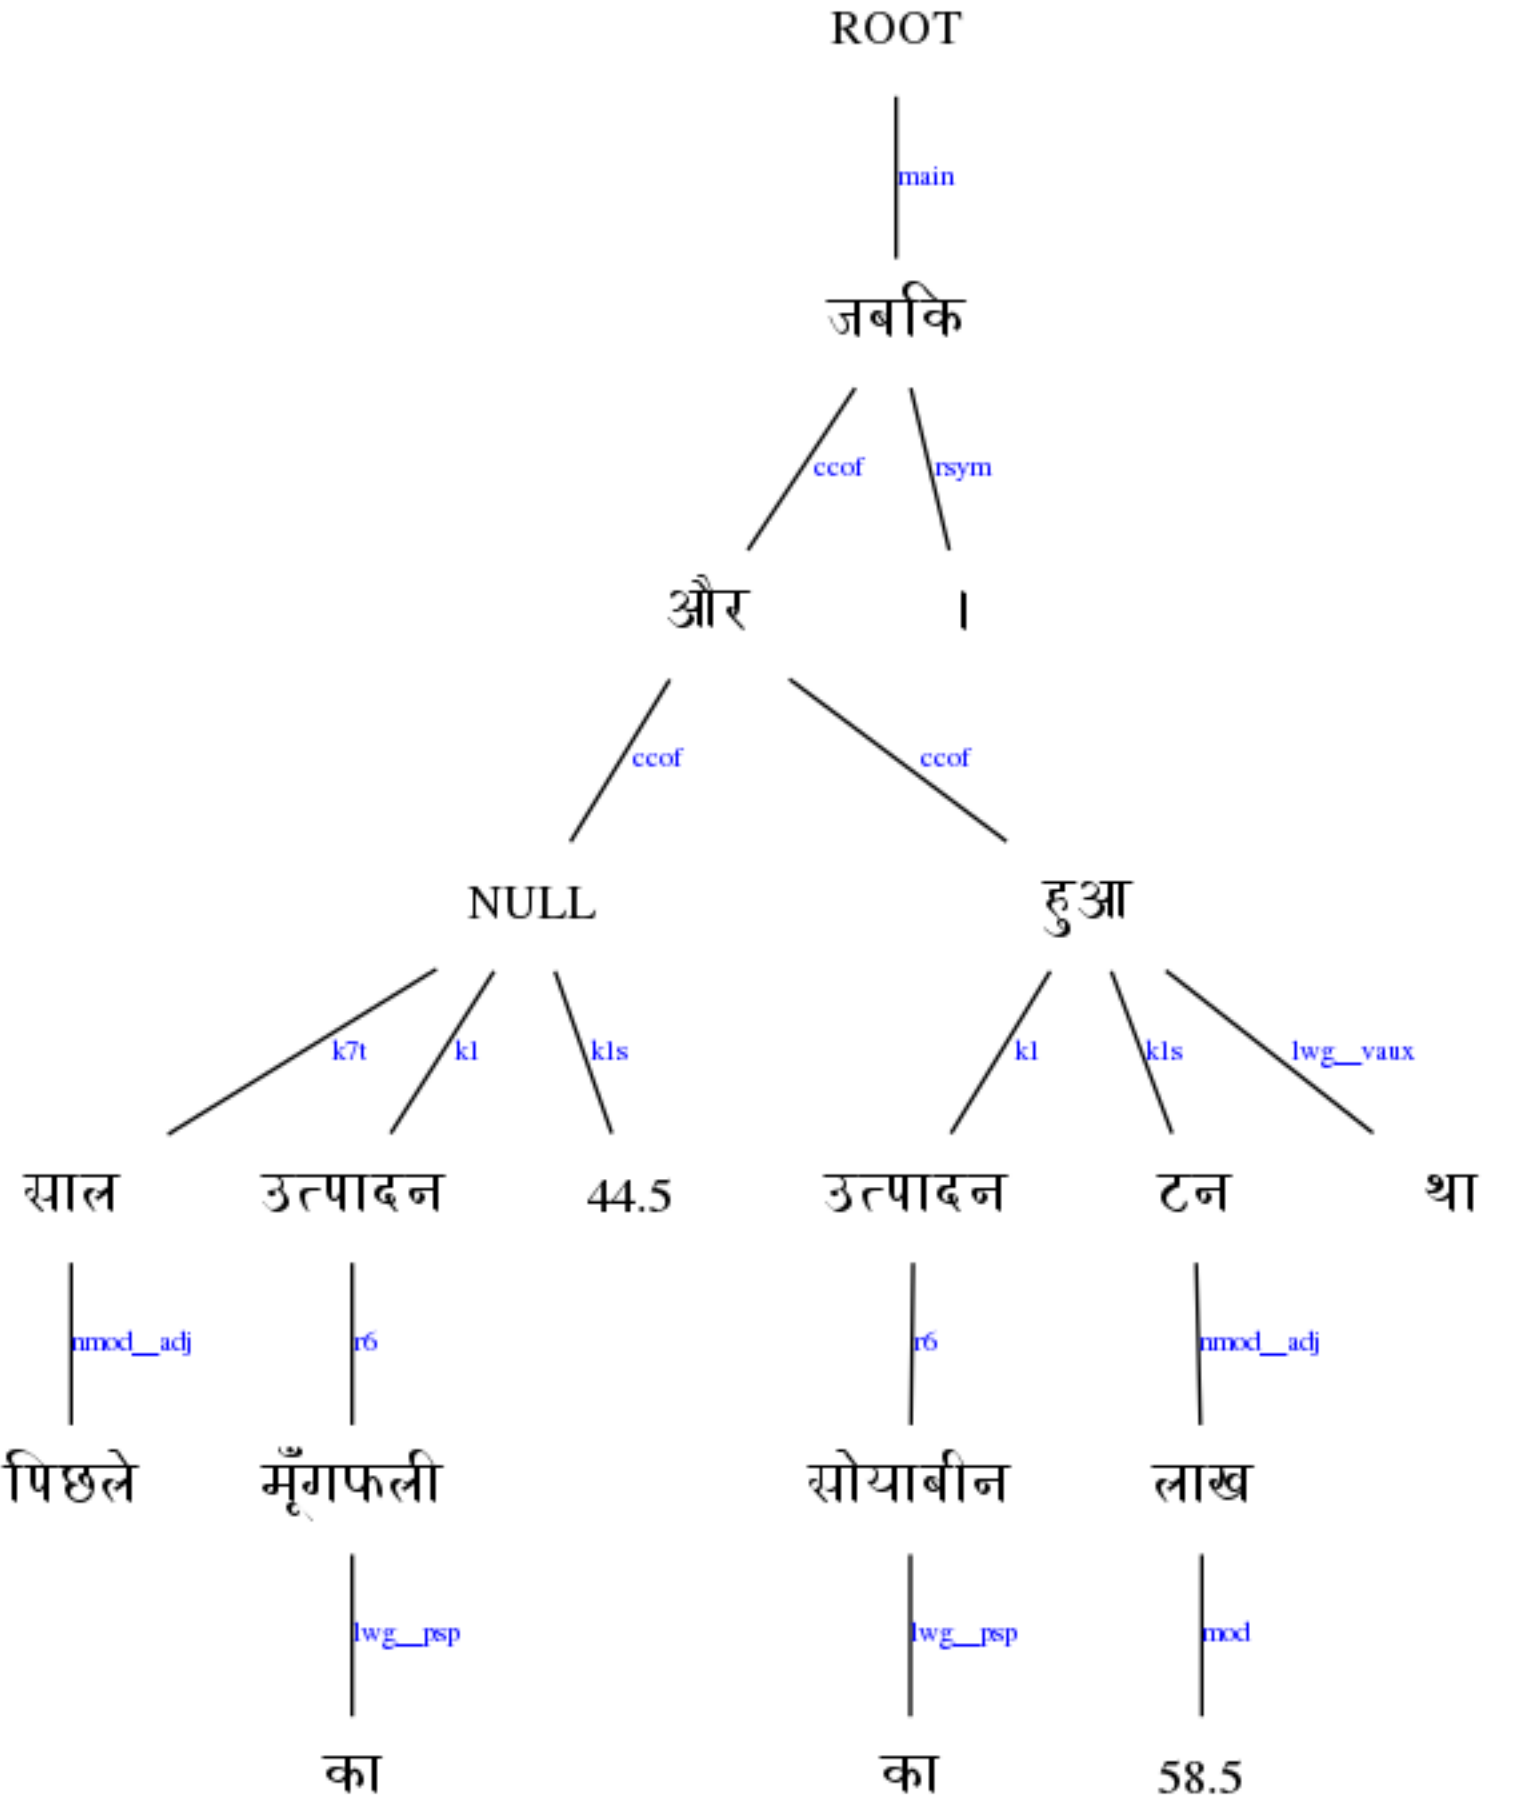 ROOT
main
जबकि
ccof rsym
और ।
ccof ccof
NULL हुआ
k7t k1 k1s k1 k1s lwg__vaux
साल उत्पादन 44.5 उत्पादन टन था
nmod__adj r6 r6 nmod__adj
पिछले मूँगफली सोयाबीन लाख
lwg__psp lwg__psp mod
का का 58.5